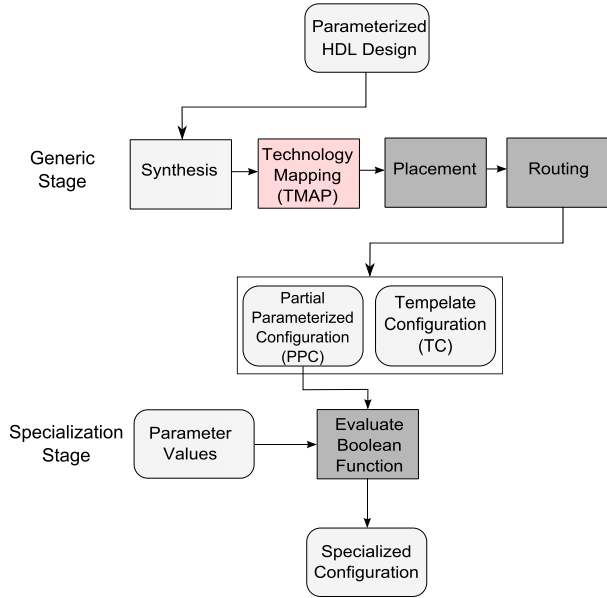 Parameterized
HDL Design
Generic
Stage
Synthesis
Technology
Mapping
(TMAP)
Placement
Routing
Partial
Parameterized
Configuration
(PPC)
Tempelate
Configuration
(TC)
Specialization
Stage
Parameter
Values
Evaluate
Boolean
Function
Specialized
Configuration